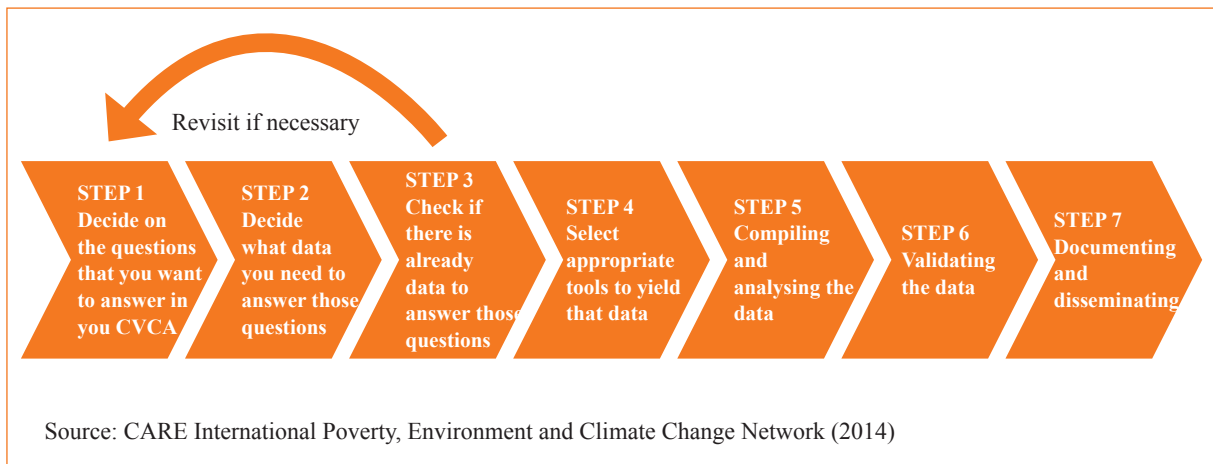 Revisit if necessary
STEP 1
Decide on
the questions
that you want
to answer in
you CVCA
STEP 2
Decide
what data
you need to
answer those
questions
STEP 3
Check if
there is
already
data to
answer those
questions
STEP 4
Select
appropriate
tools to yield
that data
STEP 5
Compiling
and
analysing the
data
STEP 6
Validating
the data
STEP 7
Documenting
and
disseminating
Source: CARE International Poverty, Environment and Climate Change Network (2014)